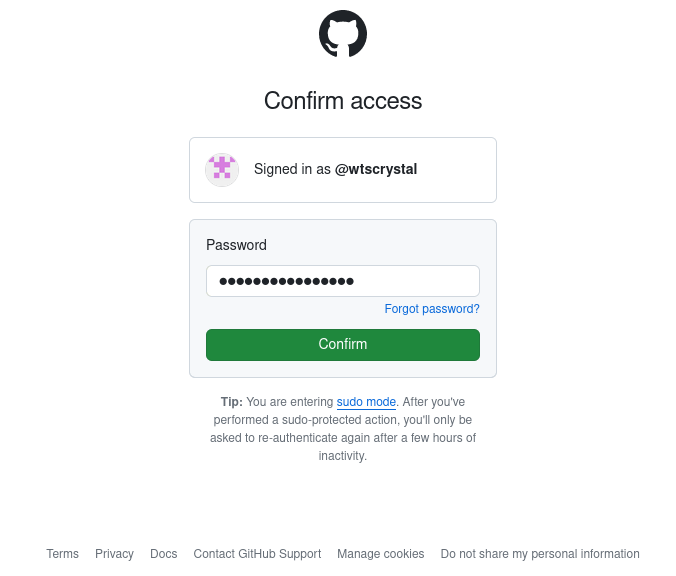 Confirm access
Signed in as @wtscrystal
Password
●●●●●●●●●●●●●●●●
Forgot password?
Confirm
Tip: You are entering sudo mode. After you've
performed a sudo-protected action, you'll only be
asked to re-authenticate again after a few hours of
inactivity.
Terms Privacy Docs Contact GitHub Support Manage cookies Do not share my personal information